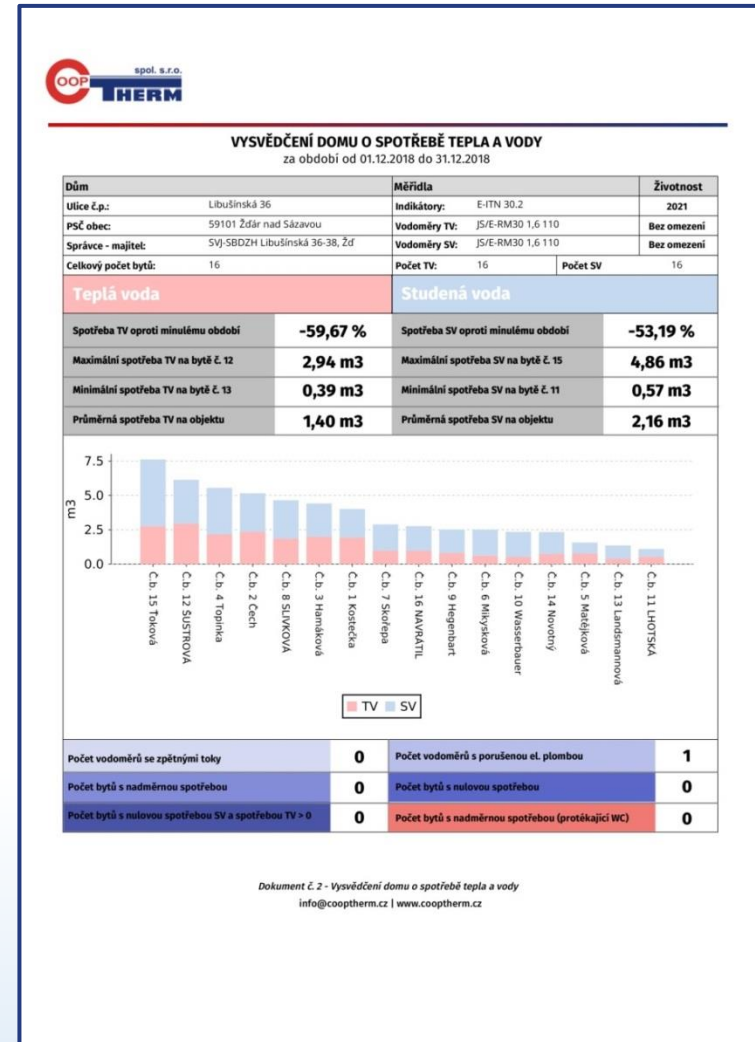 spol. s.r.o.
COOP THERM
VYSVĚDČENÍ DOMU O SPOTŘEBĚ TEPLA A VODY
za období od 01.12.2018 do 31.12.2018
Dům Měřidla Životnost
Ulice č.p.: Libušínská 36 Indikátory: E-ITN 30.2 2021
PSČ obec: 59101 Žďár nad Sázavou Vodoměry TV: JS/E-RM30 1,6 110 Bez omezení
Správce - majitel: SVJ-SBDZH Libušínská 36-38, Žď Vodoměry SV: JS/E-RM30 1,6 110 Bez omezení
Celkový počet bytů: 16 Počet TV: 16 Počet SV 16
Teplá voda Studená voda
Spotřeba TV oproti minulému období -59,67 % Spotřeba SV oproti minulému období -53,19 %
Maximální spotřeba TV na bytě č. 12 2,94 m3 Maximální spotřeba SV na bytě č. 15 4,86 m3
Minimální spotřeba TV na bytě č. 13 0,39 m3 Minimální spotřeba SV na bytě č. 11 0,57 m3
Průměrná spotřeba TV na objektu 1,40 m3 Průměrná spotřeba SV na objektu 2,16 m3
m3
7.5
5.0
2.5
0.0
Č.b. 15 Ťoková
Č.b. 12 ŠUSTROVÁ
Č.b. 4 Topinka
Č.b. 2 Čech
Č.b. 8 SLIVKOVÁ
Č.b. 3 Hamáková
Č.b. 1 Kostečka
Č.b. 7 Skořepa
Č.b. 16 NAVRÁTIL
Č.b. 9 Hegenbart
Č.b. 6 Mikysková
Č.b. 10 Wasserbauer
Č.b. 14 Novotný
Č.b. 5 Matějková
Č.b. 13 Landsmannová
Č.b. 11 LHOTSKÁ
TV SV
Počet vodoměrů se zpětnými toky 0 Počet vodoměrů s porušenou el. plombou 1
Počet bytů s nadměrnou spotřebou 0 Počet bytů s nulovou spotřebou 0
Počet bytů s nulovou spotřebou SV a spotřebou TV > 0 0 Počet bytů s nadměrnou spotřebou (protékající WC) 0
Dokument č. 2 - Vysvědčení domu o spotřebě tepla a vody
info@cooptherm.cz | www.cooptherm.cz